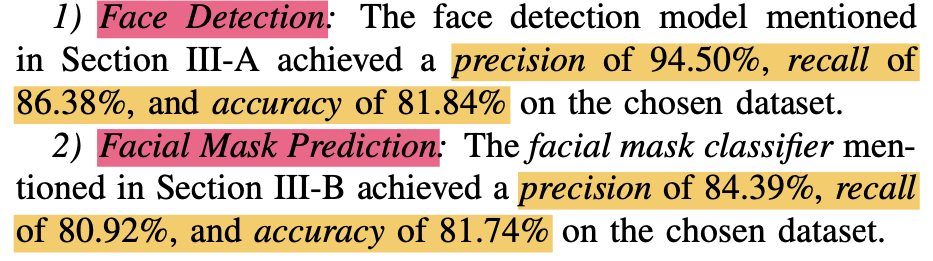 1) Face Detection: The face detection model mentioned
in Section III-A achieved a precision of 94.50%, recall of
86.38%, and accuracy of 81.84% on the chosen dataset.
2) Facial Mask Prediction: The facial mask classifier men-
tioned in Section III-B achieved a precision of 84.39%, recall
of 80.92%, and accuracy of 81.74% on the chosen dataset.